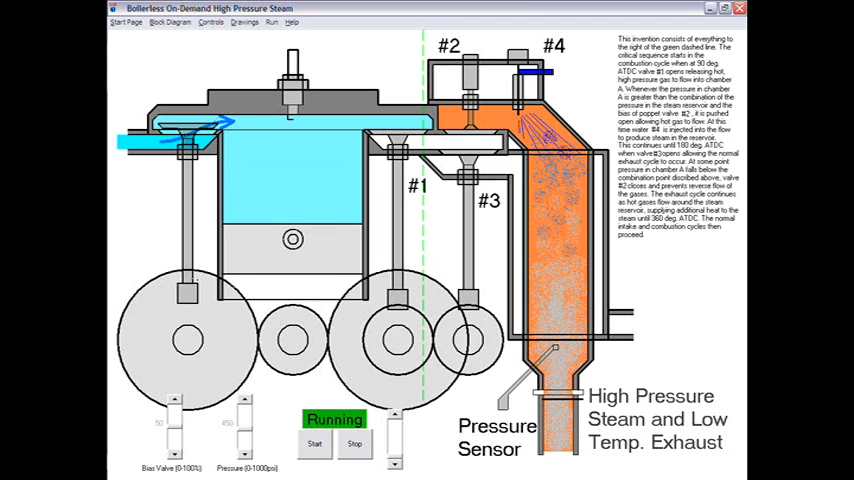 Boilerless On-Demand High Pressure Steam
Start Page Block Diagram Controls Drawings Run Help
#2
#4
This invention consists of everything to
the right of the green dashed line. The
critical sequence starts in the
combustion cycle when at 90 deg.
ATDC valve #1 opens releasing hot,
high pressure gas to flow into chamber
A. Whenever the pressure in chamber
A is greater than the combination of the
pressure in the steam reservoir and the
bias of poppet valve #2 , it is pushed
open allowing hot gas to flow. At this
time water #4 is injected into the flow
to produce steam in the reservoir.
This continues until 180 deg. ATDC
when valve #3 opens allowing the normal
exhaust cycle to occur. At some point
pressure in chamber A falls below the
combination point discribed above, valve
#2 closes and prevents reverse flow of
the gases. The exhaust cycle continues
as hot gases flow around the steam
reservoir, supplying additional heat to the
steam until 360 deg. ATDC. The normal
intake and combustion cycles then
proceed.
#1
#3
50
450
Running
Start
Stop
Bias Valve (0-100%)
Pressure (0-1000psi)
Pressure
Sensor
High Pressure
Steam and Low
Temp. Exhaust